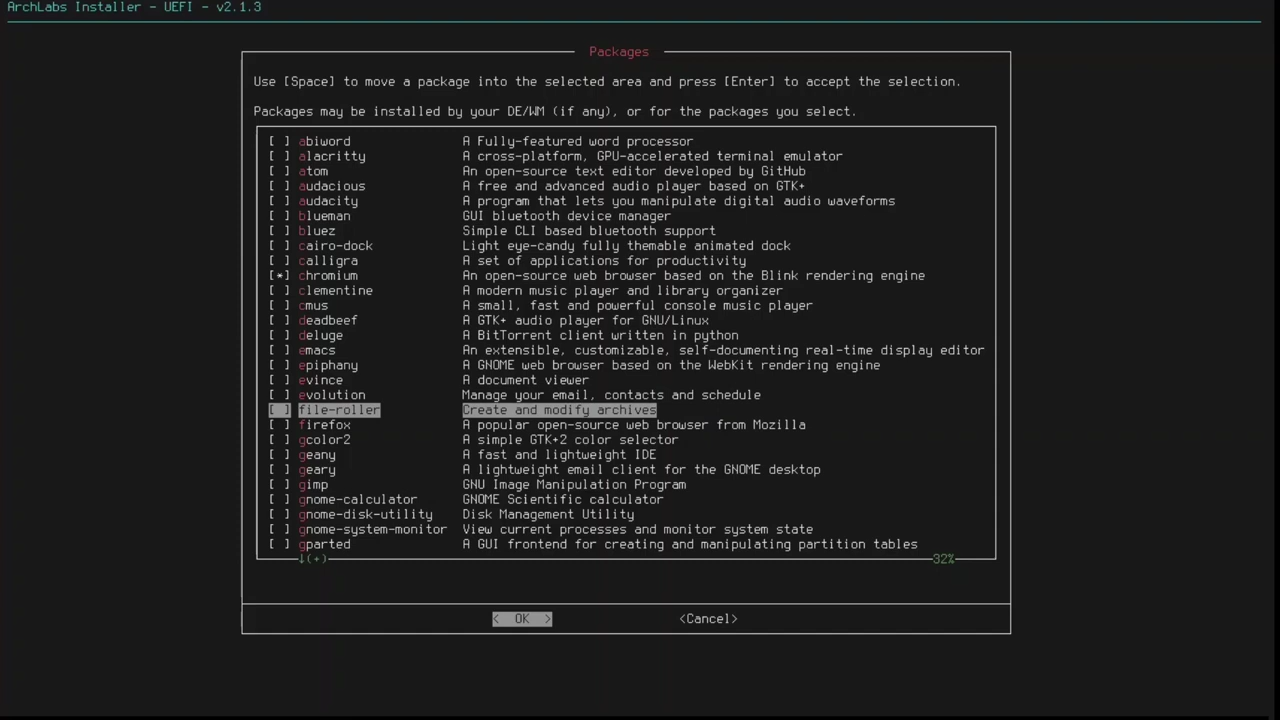 ArchLabs Installer - UEFI - v2.1.3
Packages
Use [Space] to move a package into the selected area and press [Enter] to accept the selection.
Packages may be installed by your DE/WM (if any), or for the packages you select.
[ ] abiword A Fully-featured word processor
[ ] alacritty A cross-platform, GPU-accelerated terminal emulator
[ ] atom An open-source text editor developed by GitHub
[ ] audacious A free and advanced audio player based on GTK+
[ ] audacity A program that lets you manipulate digital audio waveforms
[ ] blueman GUI bluetooth device manager
[ ] bluez Simple CLI based bluetooth support
[ ] cairo-dock Light eye-candy fully themable animated dock
[ ] calligra A set of applications for productivity
[*] chromium An open-source web browser based on the Blink rendering engine
[ ] clementine A modern music player and library organizer
[ ] cmus A small, fast and powerful console music player
[ ] deadbeef A GTK+ audio player for GNU/Linux
[ ] deluge A BitTorrent client written in python
[ ] emacs An extensible, customizable, self-documenting real-time display editor
[ ] epiphany A GNOME web browser based on the WebKit rendering engine
[ ] evince A document viewer
[ ] evolution Manage your email, contacts and schedule
[ ] file-roller Create and modify archives
[ ] firefox A popular open-source web browser from Mozilla
[ ] gcolor2 A simple GTK+2 color selector
[ ] geany A fast and lightweight IDE
[ ] geary A lightweight email client for the GNOME desktop
[ ] gimp GNU Image Manipulation Program
[ ] gnome-calculator GNOME Scientific calculator
[ ] gnome-disk-utility Disk Management Utility
[ ] gnome-system-monitor View current processes and monitor system state
[ ] gparted A GUI frontend for creating and manipulating partition tables
↓(+) 32%
< OK > <Cancel>